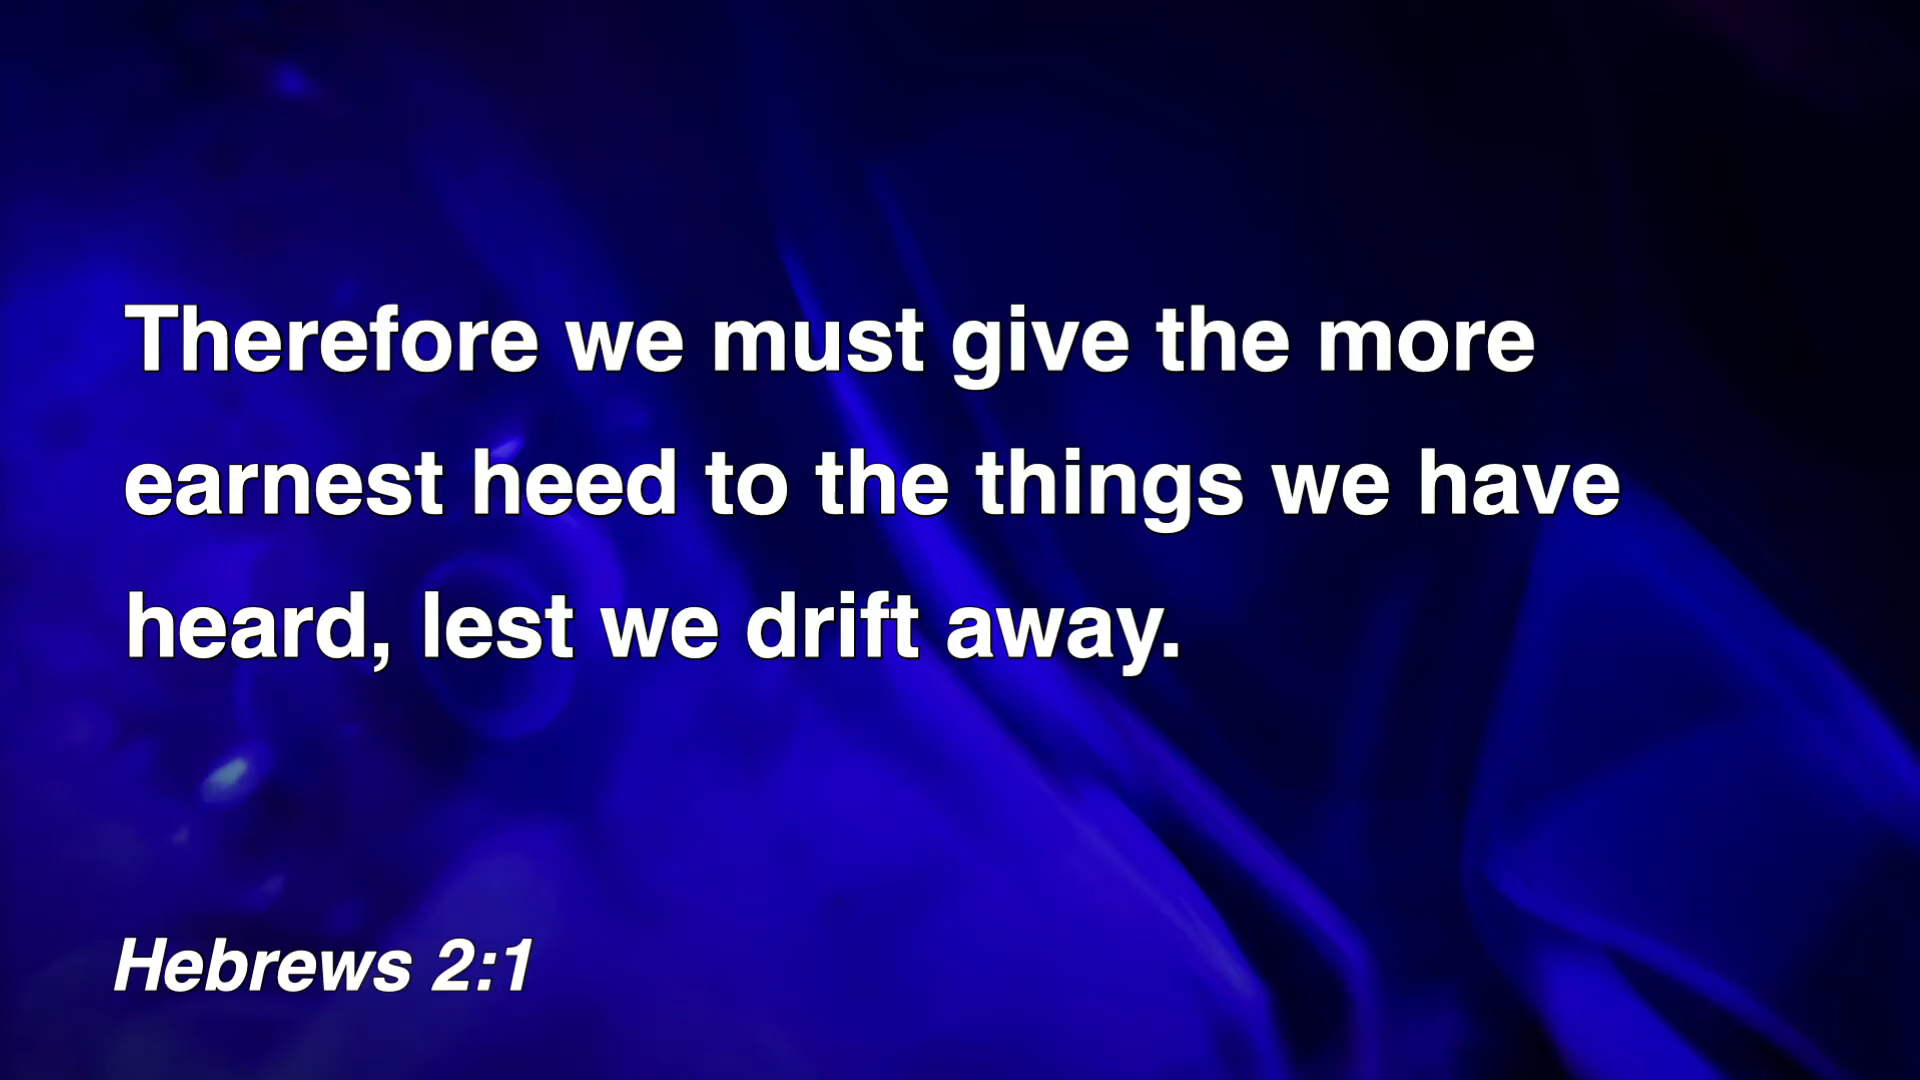 Therefore we must give the more
earnest heed to the things we have
heard, lest we drift away.
Hebrews 2:1